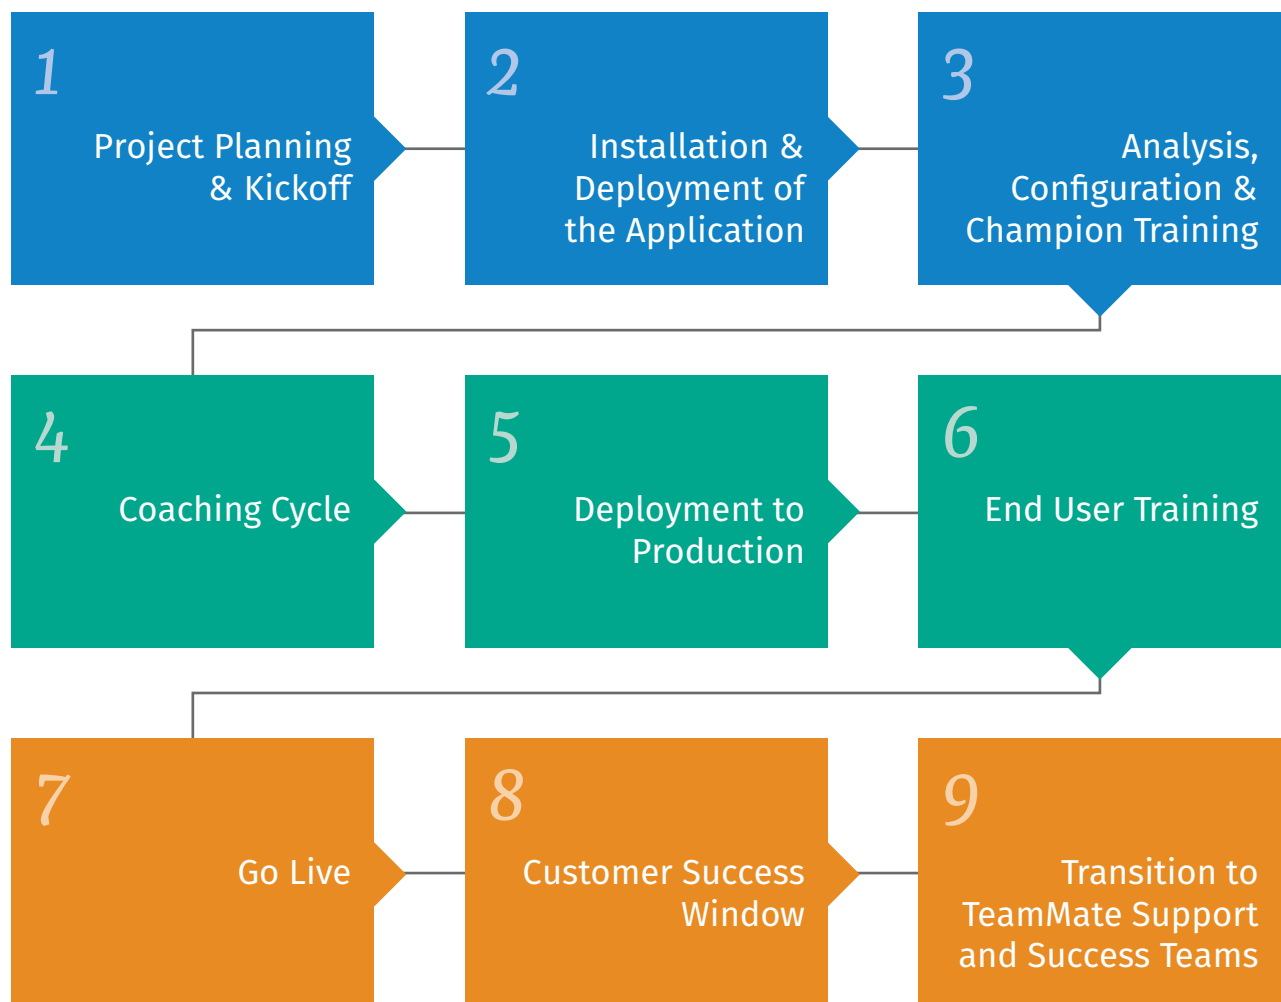 1
Project Planning
& Kickoff
2
Installation &
Deployment of
the Application
3
Analysis,
Configuration &
Champion Training
4
Coaching Cycle
5
Deployment to
Production
6
End User Training
7
Go Live
8
Customer Success
Window
9
Transition to
TeamMate Support
and Success Teams